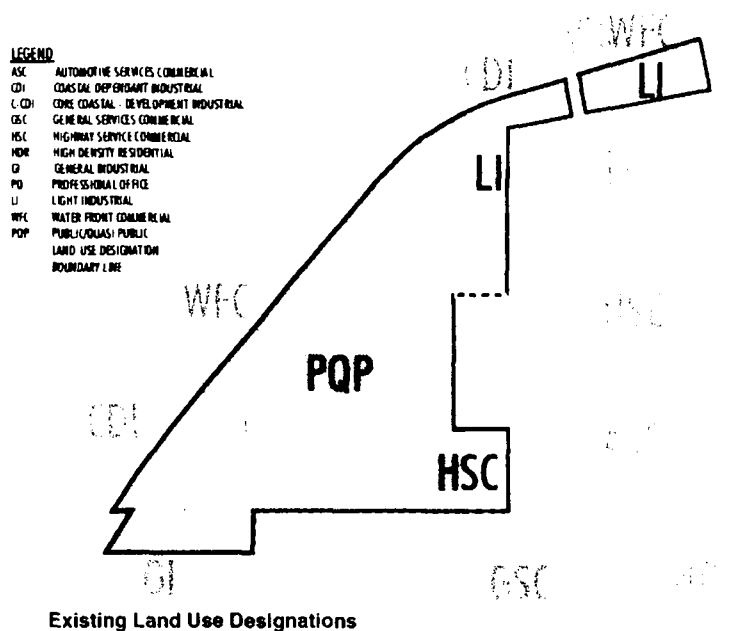 LEGEND
ASC AUTOMOTIVE SERVICES COMMERCIAL
CDI COASTAL DEPENDANT INDUSTRIAL
C-CDI CORE COASTAL - DEVELOPMENT INDUSTRIAL
GSC GENERAL SERVICES COMMERCIAL
HSC HIGHWAY SERVICE COMMERCIAL
HDR HIGH DENSITY RESIDENTIAL
GI GENERAL INDUSTRIAL
PO PROFESSIONAL OFFICE
LI LIGHT INDUSTRIAL
WFC WATER FRONT COMMERCIAL
PQP PUBLIC/QUASI PUBLIC
LAND USE DESIGNATION
BOUNDARY LINE
WFC
CDI
LI
LI
WFC
HSC
PQP
CDI
HSC
GI
GSC
Existing Land Use Designations